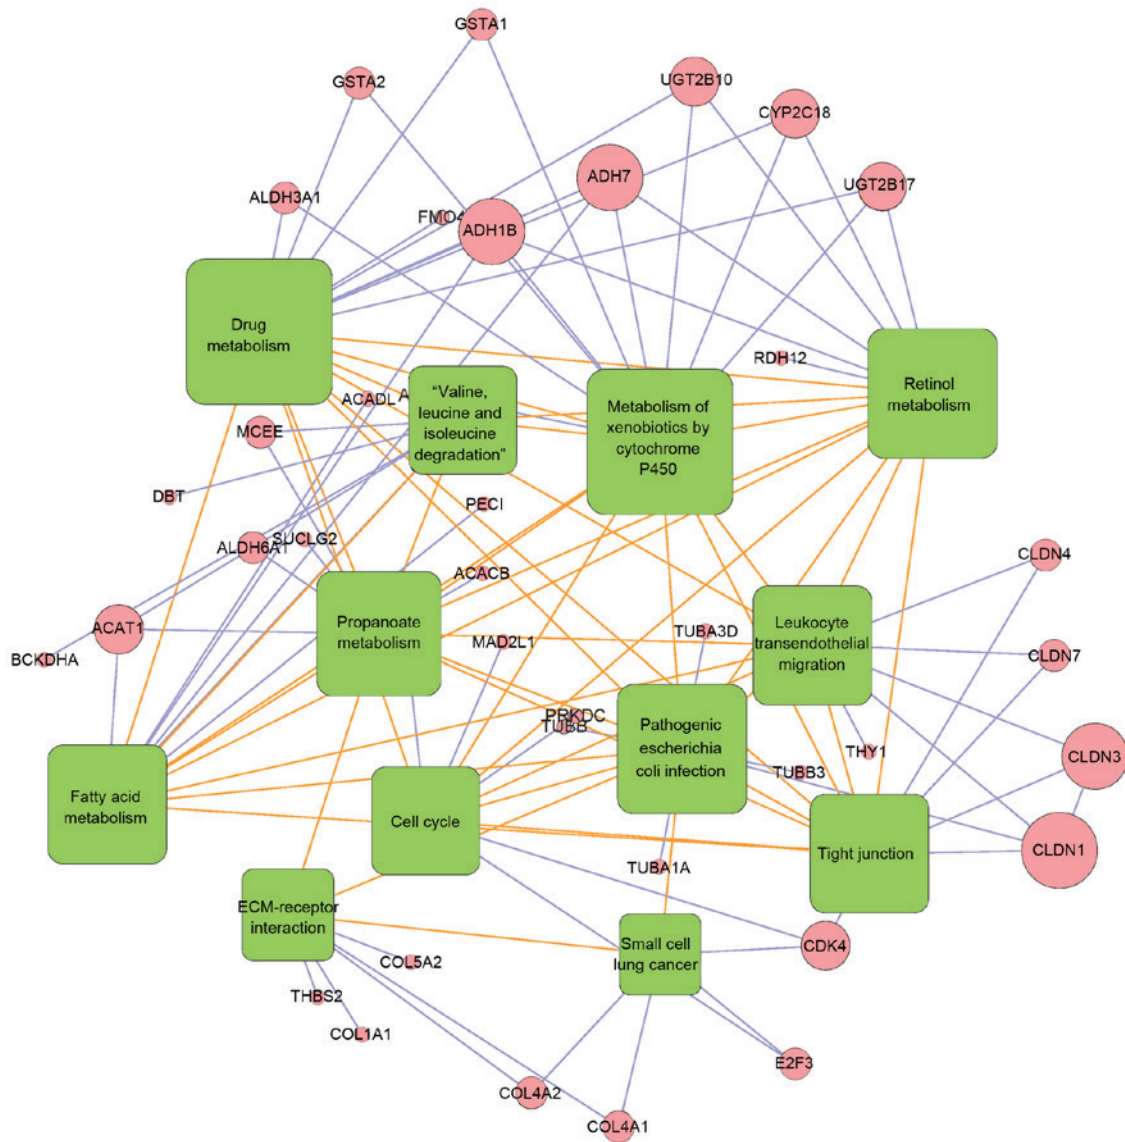 GSTA1
GSTA2
UGT2B10
CYP2C18
ADH7
UGT2B17
ALDH3A1
FMO4
ADH1B
Drug
metabolism
RDH12
Retinol
metabolism
"Valine,
leucine and
isoleucine
degradation"
Metabolism of
xenobiotics by
cytochrome
P450
ACADL
A
MCEE
DBT
PECI
SUCLG2
ALDH6A1
CLDN4
ACACB
Propanoate
metabolism
Leukocyte
transendothelial
migration
TUBA3D
ACAT1
MAD2L1
BCKDHA
CLDN7
PRKDC
TUBB
Pathogenic
escherichia
coli infection
THY1
CLDN3
TUBB3
Fatty acid
metabolism
Cell cycle
Tight junction
CLDN1
TUBA1A
ECM-receptor
interaction
Small cell
lung cancer
CDK4
COL5A2
THBS2
COL1A1
E2F3
COL4A2
COL4A1